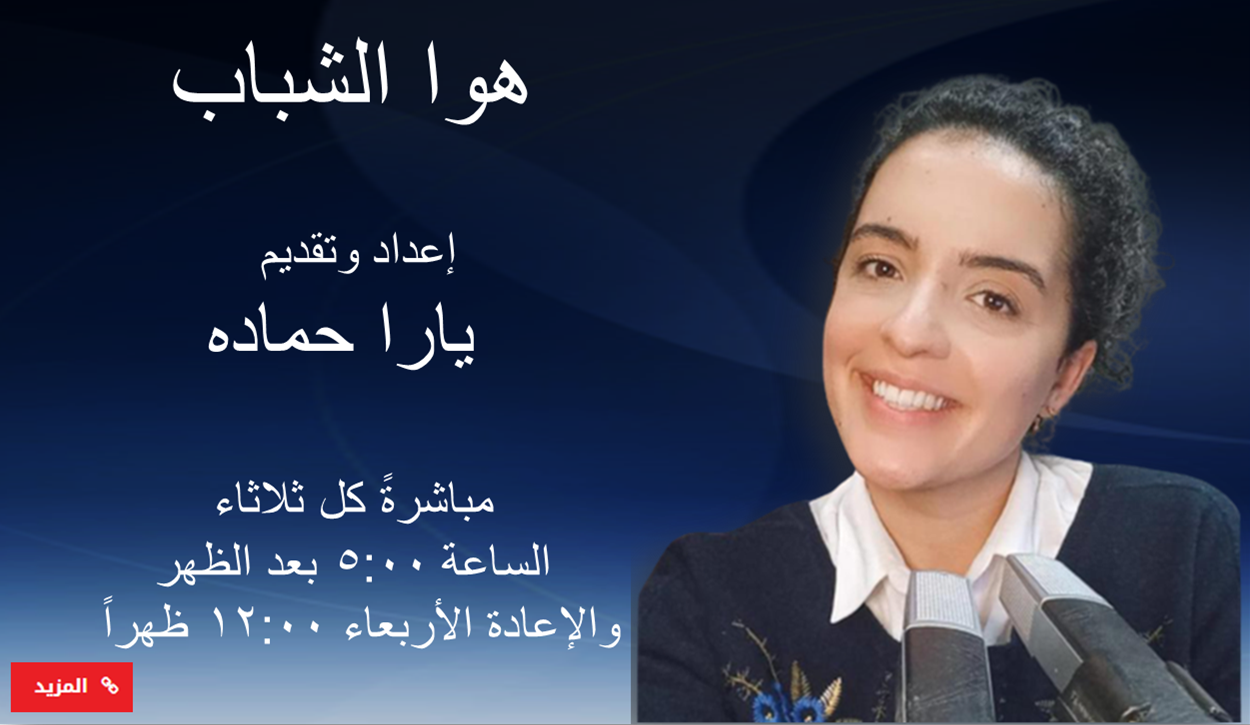 هوا الشباب
إعداد وتقديم
يارا حماده
مباشرةً كل ثلاثاء
الساعة ٥:٠٠ بعد الظهر
والإعادة الأربعاء ١٢:٠٠ ظهراً
المزيد